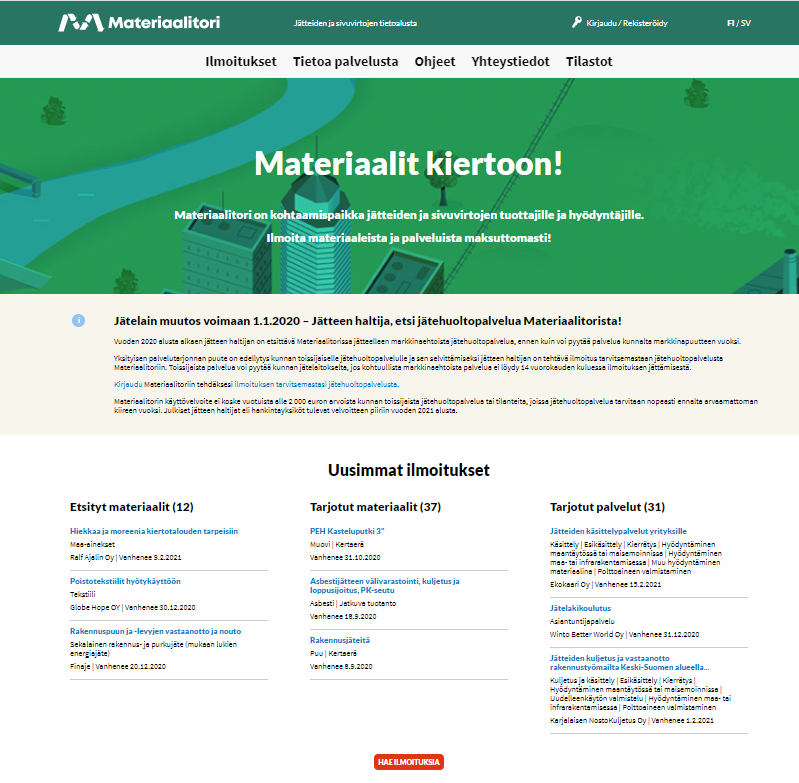 Materiaalitori
Jätteiden ja sivuvirtojen tietoalusta
Kirjaudu / Rekisteröidy
FI / SV
Ilmoitukset Tietoa palvelusta Ohjeet Yhteystiedot Tilastot
Materiaalit kiertoon!
Materiaalitori on kohtaamispaikka jätteiden ja sivuvirtojen tuottajille ja hyödyntäjille.
Ilmoita materiaaleista ja palveluista maksuttomasti!
Jätelain muutos voimaan 1.1.2020 – Jätteen haltija, etsi jätehuoltopalvelua Materiaalitorista!
Vuoden 2020 alusta alkaen jätteen haltijan on etsittävä Materiaalitorissa jätteelleen markkinaehtoista jätehuoltopalvelua, ennen kuin voi pyytää palvelua kunnalta markkinapuutteen vuoksi.
Yksityisen palvelutarjonnan puute on edellytys kunnan toissijaiselle jätehuoltopalvelulle ja sen selvittämiseksi jätteen haltijan on tehtävä ilmoitus tarvitsemastaan jätehuoltopalvelusta
Materiaalitoriin. Toissijaista palvelua voi pyytää kunnan jätelaitokselta, jos kohtuullista markkinaehtoista palvelua ei löydy 14 vuorokauden kuluessa ilmoituksen jättämisestä.
Kirjaudu Materiaalitoriin tehdäksesi ilmoituksen tarvitsemastasi jätehuoltopalvelusta.
Materiaalitorin käyttövelvoite ei koske vuotuista alle 2 000 euron arvoista kunnan toissijaista jätehuoltopalvelua tai tilanteita, joissa jätehuoltopalvelua tarvitaan nopeasti ennalta arvaamattoman
kiireen vuoksi. Julkiset jätteen haltijat eli hankintayksiköt tulevat velvoitteen piiriin vuoden 2021 alusta.
Uusimmat ilmoitukset
Etsityt materiaalit (12)
Hiekkaa ja moreenia kiertotalouden tarpeisiin
Maa-ainekset
Ralf Ajalin Oy | Vanhenee 9.2.2021
Poistotekstiilit hyötykäyttöön
Tekstiili
Globe Hope OY | Vanhenee 30.12.2020
Rakennuspuun ja -levyjen vastaanotto ja nouto
Sekalainen rakennus- ja purkujäte (mukaan lukien
energiajäte)
Finaje | Vanhenee 20.12.2020
Tarjotut materiaalit (37)
PEH Kasteluputki 3"
Muovi | Kertaerä
Vanhenee 31.10.2020
Asbestijätteen välivarastointi, kuljetus ja
loppusijoitus, PK-seutu
Asbesti | Jatkuva tuotanto
Vanhenee 18.9.2020
Rakennusjäteitä
Puu | Kertaerä
Vanhenee 8.9.2020
Tarjotut palvelut (31)
Jätteiden käsittelypalvelut yrityksille
Käsittely | Esikäsittely | Kierrätys | Hyödyntäminen
maantäytössä tai maisemoinnissa | Hyödyntäminen
maa- tai infrarakentamisessa | Muu hyödyntäminen
materiaalina | Polttoaineen valmistaminen
Ekokaari Oy | Vanhenee 15.2.2021
Jätelakikoulutus
Asiantuntijapalvelu
Winto Better World Oy | Vanhenee 31.12.2020
Jätteiden kuljetus ja vastaanotto
rakennustyömailta Keski-Suomen alueella...
Kuljetus ja käsittely | Esikäsittely | Kierrätys |
Hyödyntäminen maantäytössä tai maisemoinnissa |
Uudelleenkäytön valmistelu | Hyödyntäminen maa- tai
infrarakentamisessa | Polttoaineen valmistaminen
Karjalaisen NostoKuljetus Oy | Vanhenee 1.2.2021
HAE ILMOITUKSIA